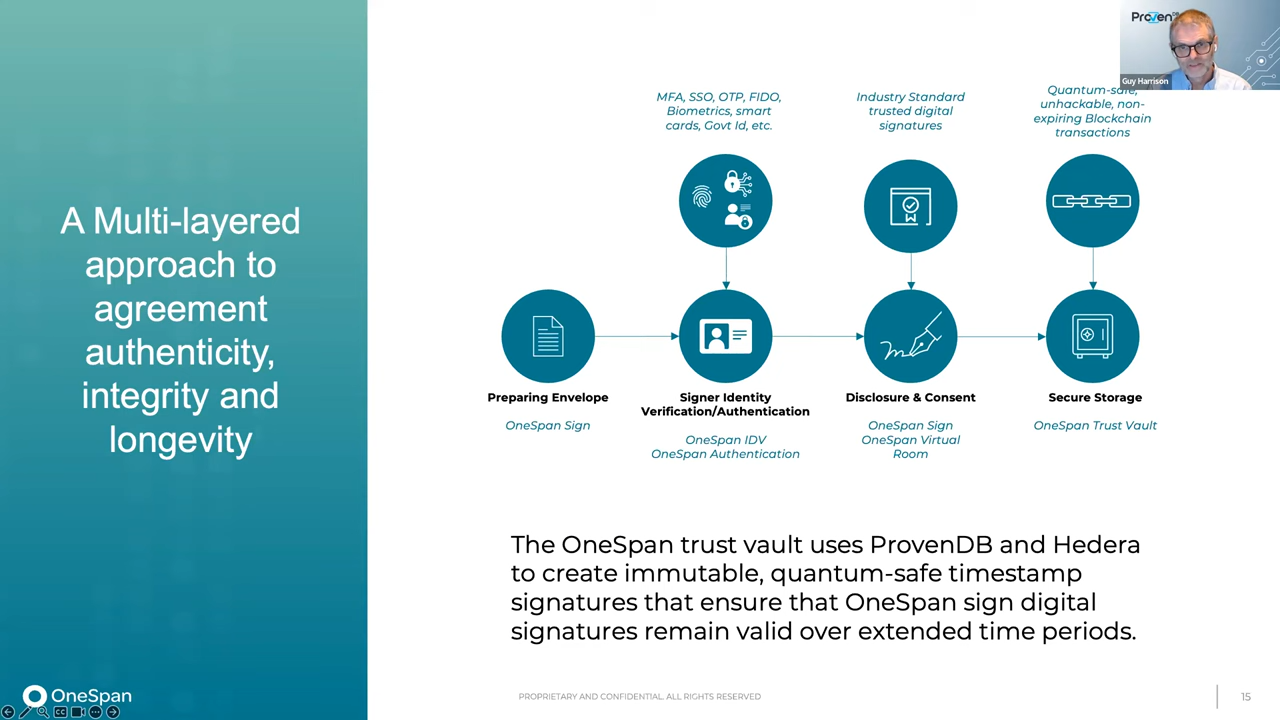 A Multi-layered
approach to
agreement
authenticity,
integrity and
longevity
OneSpan
ProvenDB
Guy Harrison
MFA, SSO, OTP, FIDO,
Biometrics, smart
cards, Govt Id, etc.
Industry Standard
trusted digital
signatures
Quantum-safe,
unhackable, non-
expiring Blockchain
transactions
Preparing Envelope
OneSpan Sign
Signer Identity
Verification/Authentication
OneSpan IDV
OneSpan Authentication
Disclosure & Consent
OneSpan Sign
OneSpan Virtual
Room
Secure Storage
OneSpan Trust Vault
The OneSpan trust vault uses ProvenDB and Hedera
to create immutable, quantum-safe timestamp
signatures that ensure that OneSpan sign digital
signatures remain valid over extended time periods.
PROPRIETARY AND CONFIDENTIAL. ALL RIGHTS RESERVED
15